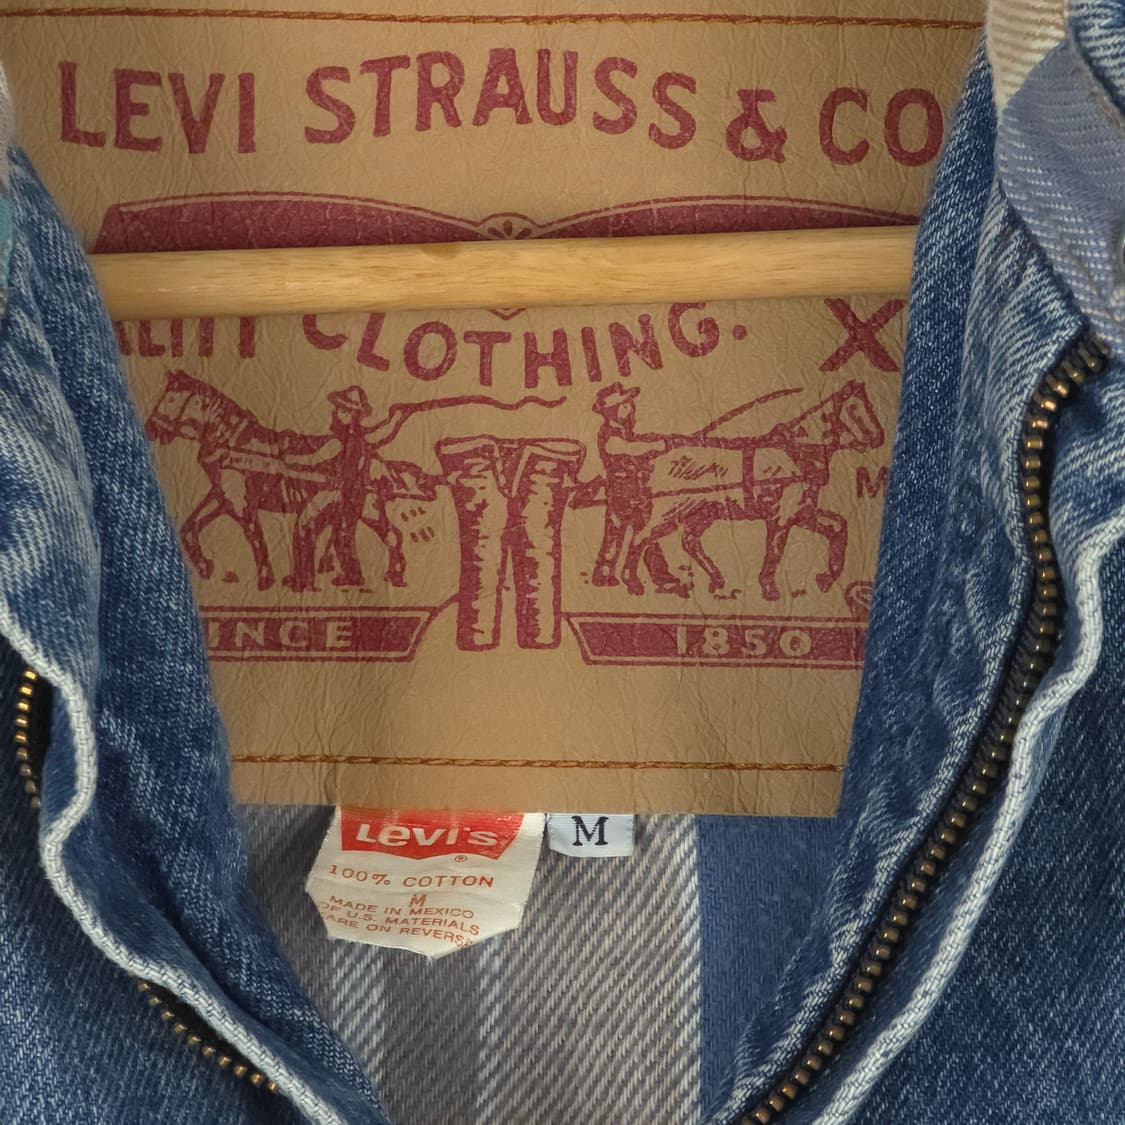 LEVI STRAUSS & CO
CLOTHING. X
M
1850
Levi's
®
100% COTTON
M
MADE IN MEXICO
OF U.S. MATERIALS
CARE ON REVERSE
M